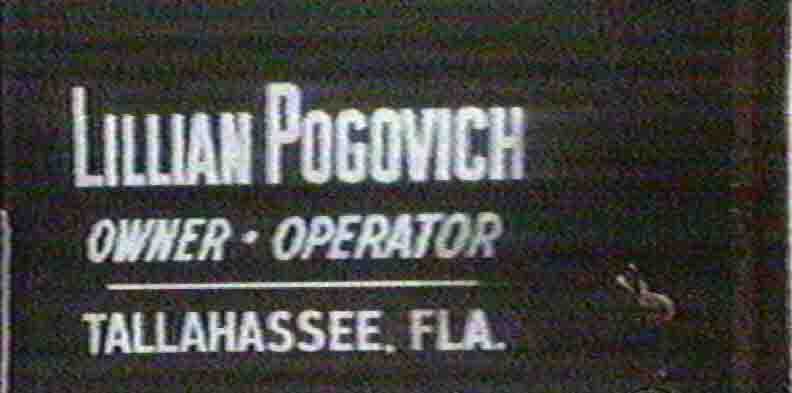 LILLIAN POGOVICH
OWNER • OPERATOR
TALLAHASSEE, FLA.